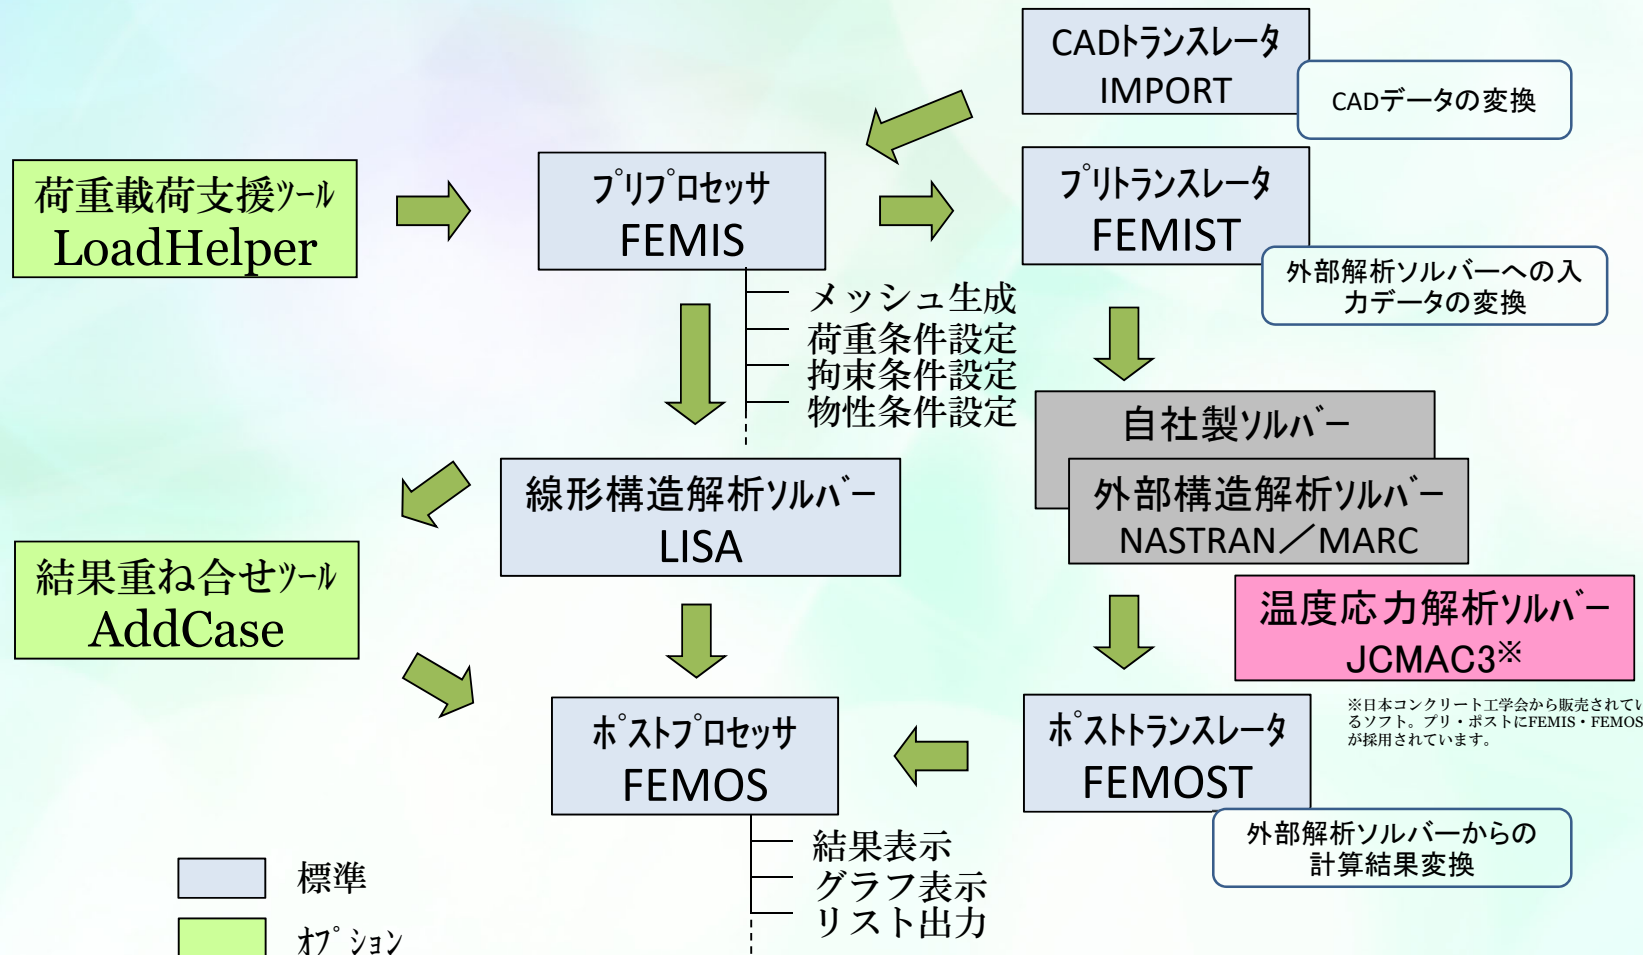 CADトランスレータ
IMPORT
CADデータの変換
荷重載荷支援ﾂｰﾙ
LoadHelper
ﾌﾟﾘﾌﾟﾛｾｯｻ
FEMIS
ﾌﾟﾘﾄﾗﾝｽﾚｰﾀ
FEMIST
外部解析ソルバーへの入
力データの変換
メッシュ生成
荷重条件設定
拘束条件設定
物性条件設定
自社製ｿﾙﾊﾞｰ
外部構造解析ｿﾙﾊﾞｰ
NASTRAN／MARC
線形構造解析ｿﾙﾊﾞｰ
LISA
結果重ね合せﾂｰﾙ
AddCase
温度応力解析ｿﾙﾊﾞｰ
JCMAC3※
※日本コンクリート工学会から販売されてい
るソフト。プリ・ポストにFEMIS・FEMOS
が採用されています。
ﾎﾟｽﾄﾌﾟﾛｾｯｻ
FEMOS
ﾎﾟｽﾄﾄﾗﾝｽﾚｰﾀ
FEMOST
外部解析ソルバーからの
計算結果変換
結果表示
グラフ表示
リスト出力
標準
ｵﾌﾟｼｮﾝ